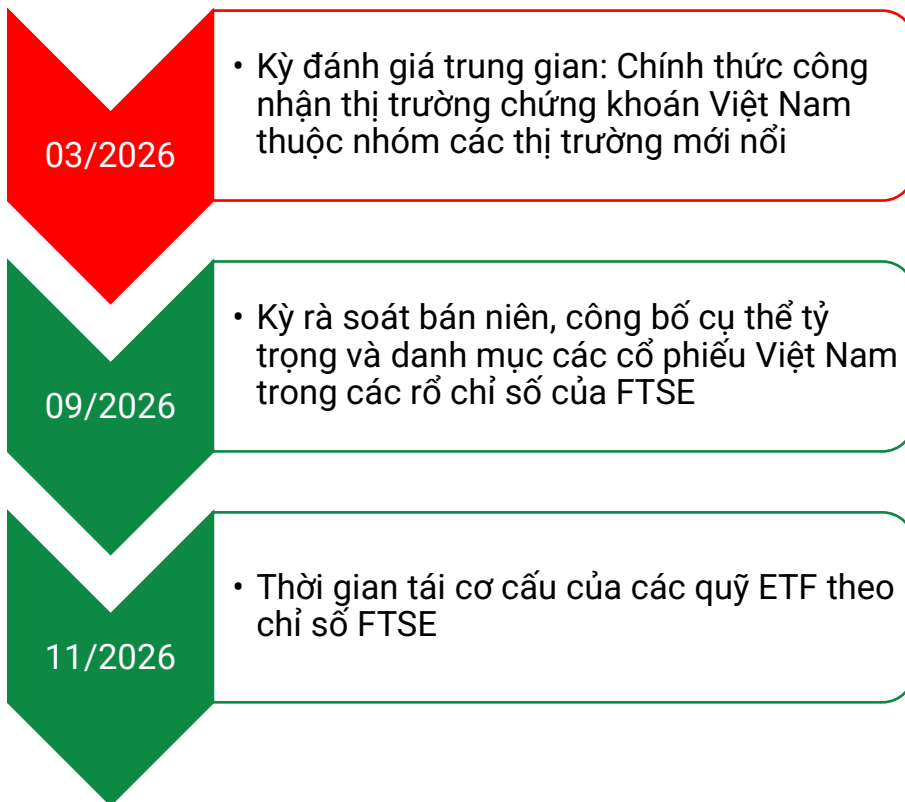 03/2026
• Kỳ đánh giá trung gian: Chính thức công
nhận thị trường chứng khoán Việt Nam
thuộc nhóm các thị trường mới nổi
09/2026
• Kỳ rà soát bán niên, công bố cụ thể tỷ
trọng và danh mục các cổ phiếu Việt Nam
trong các rổ chỉ số của FTSE
11/2026
• Thời gian tái cơ cấu của các quỹ ETF theo
chỉ số FTSE